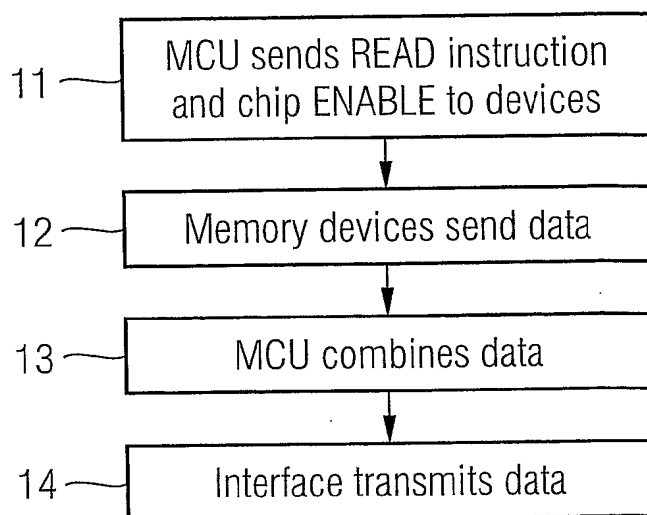 11
MCU sends READ instruction
and chip ENABLE to devices
12
Memory devices send data
13
MCU combines data
14
Interface transmits data